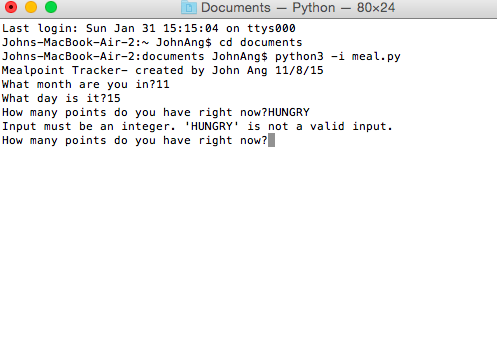 Documents — Python — 80×24
Last login: Sun Jan 31 15:15:04 on ttys000
Johns-MacBook-Air-2:~ JohnAng$ cd documents
Johns-MacBook-Air-2:documents JohnAng$ python3 -i meal.py
Mealpoint Tracker- created by John Ang 11/8/15
What month are you in?11
What day is it?15
How many points do you have right now?HUNGRY
Input must be an integer. 'HUNGRY' is not a valid input.
How many points do you have right now?